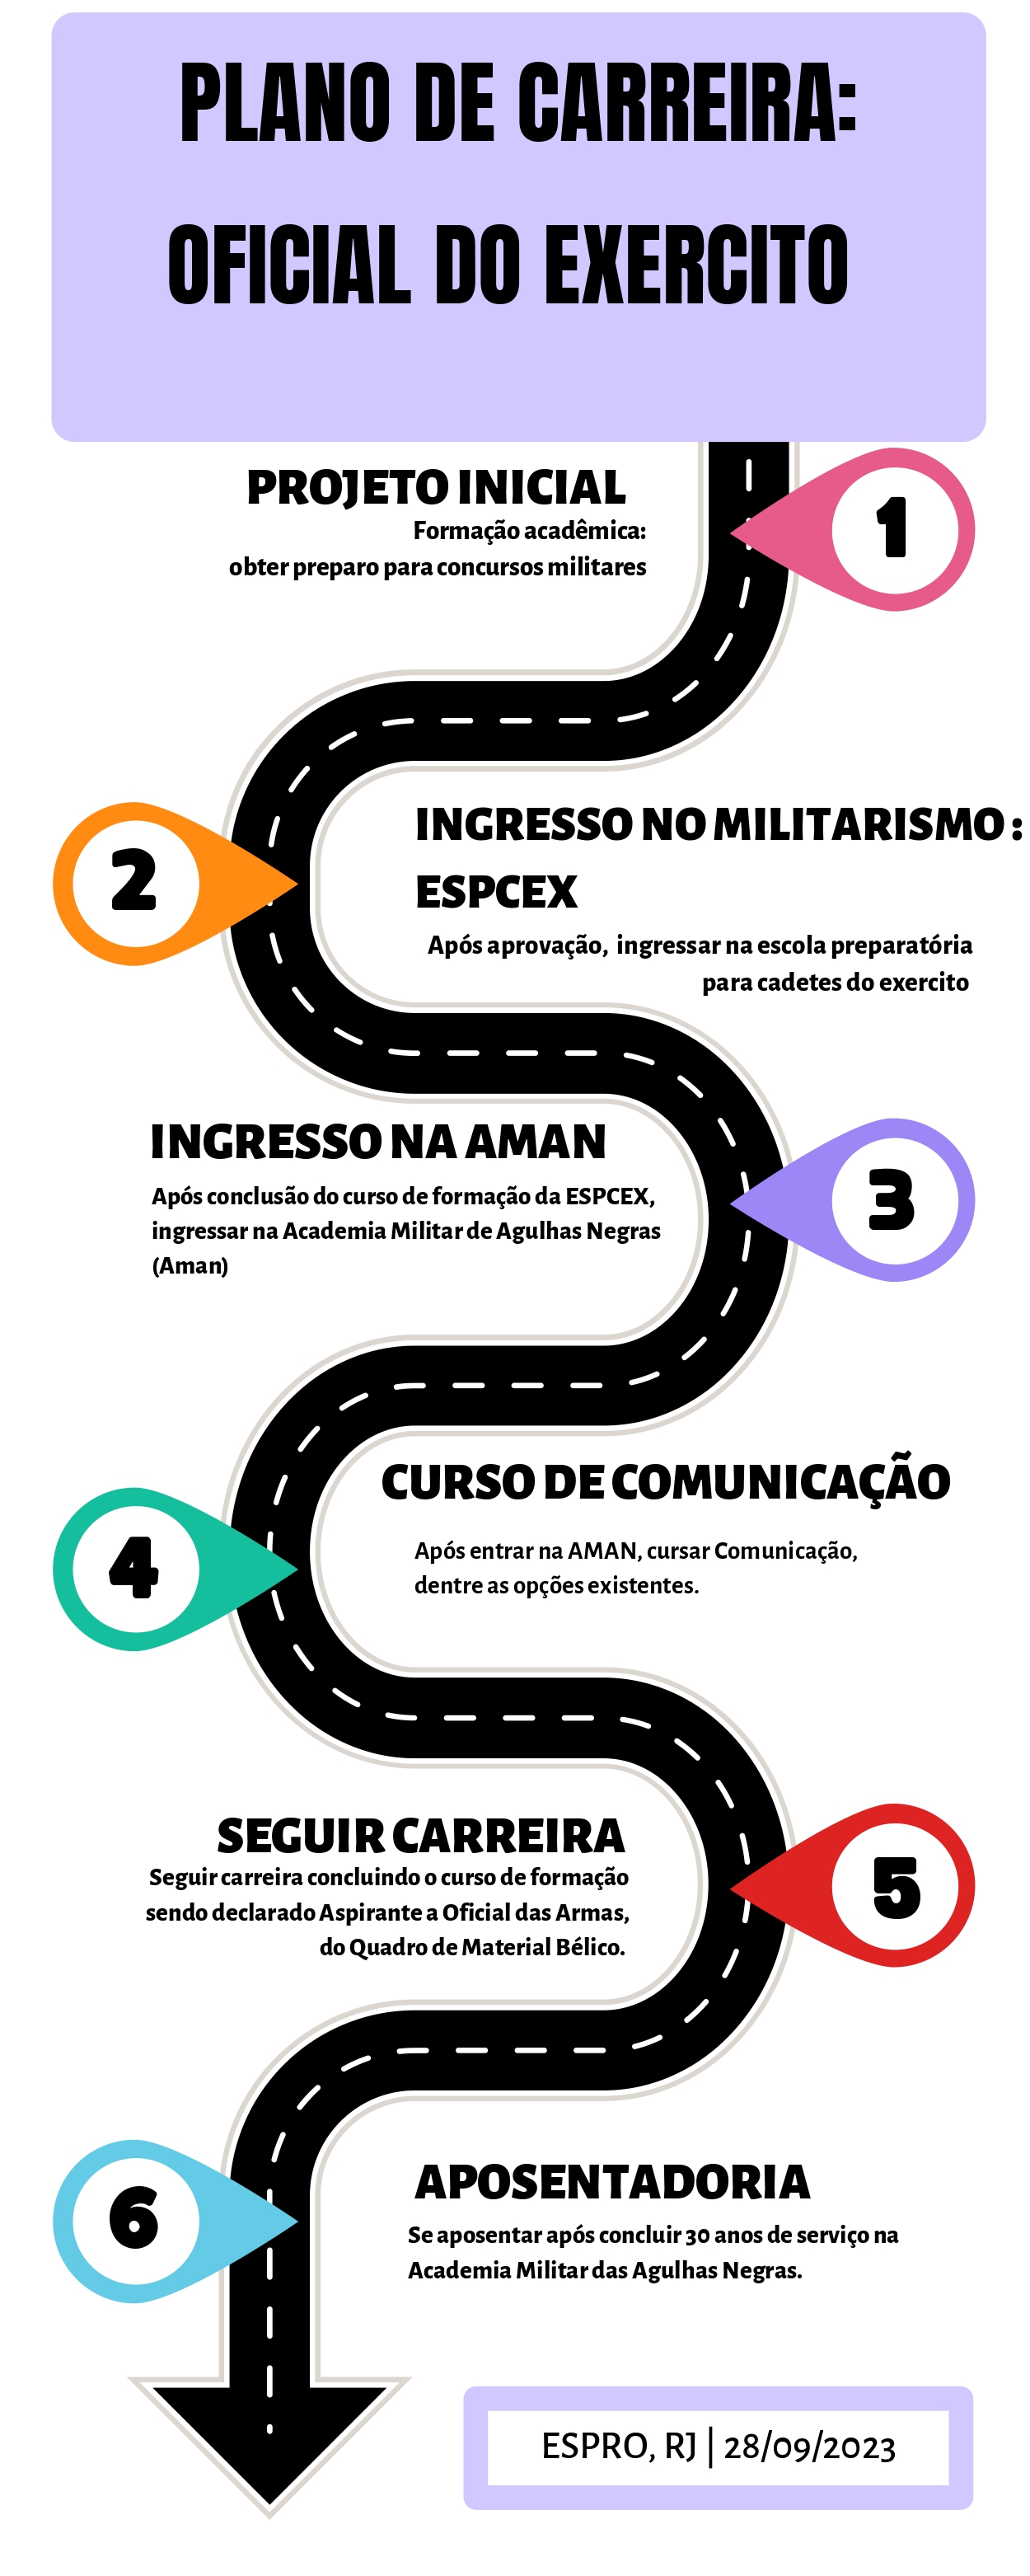 PLANO DE CARREIRA:
OFICIAL DO EXERCITO
PROJETO INICIAL
Formação acadêmica:
obter preparo para concursos militares
1
INGRESSO NO MILITARISMO :
ESPCEX
Após aprovação, ingressar na escola preparatória
para cadetes do exercito
2
INGRESSO NA AMAN
Após conclusão do curso de formação da ESPCEX,
ingressar na Academia Militar de Agulhas Negras
(Aman)
3
CURSO DE COMUNICAÇÃO
Após entrar na AMAN, cursar Comunicação,
dentre as opções existentes.
4
SEGUIR CARREIRA
Seguir carreira concluindo o curso de formação
sendo declarado Aspirante a Oficial das Armas,
do Quadro de Material Bélico.
5
APOSENTADORIA
Se aposentar após concluir 30 anos de serviço na
Academia Militar das Agulhas Negras.
6
ESPRO, RJ | 28/09/2023